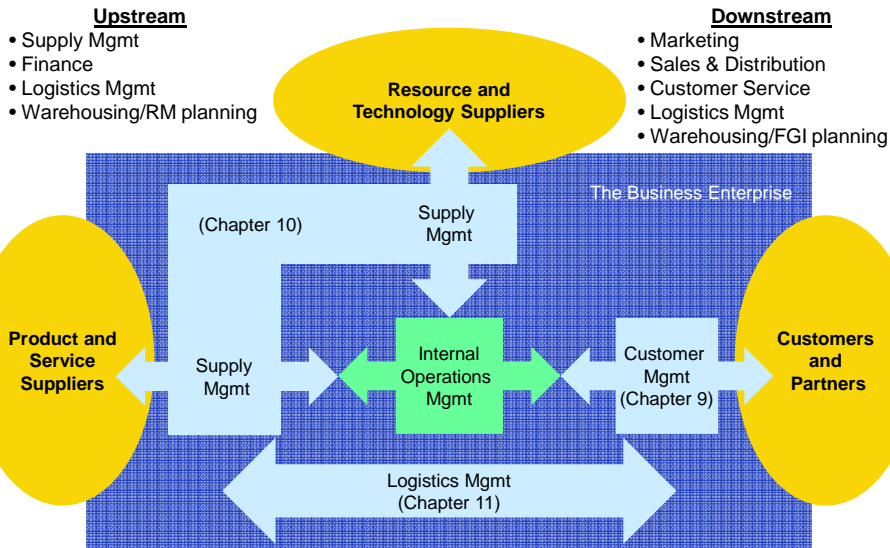 Upstream
• Supply Mgmt
• Finance
• Logistics Mgmt
• Warehousing/RM planning
Resource and
Technology Suppliers
Downstream
• Marketing
• Sales & Distribution
• Customer Service
• Logistics Mgmt
• Warehousing/FGI planning
The Business Enterprise
(Chapter 10)
Supply
Mgmt
Product and
Service
Suppliers
Supply
Mgmt
Internal
Operations
Mgmt
Customer
Mgmt
(Chapter 9)
Customers
and
Partners
Logistics Mgmt
(Chapter 11)